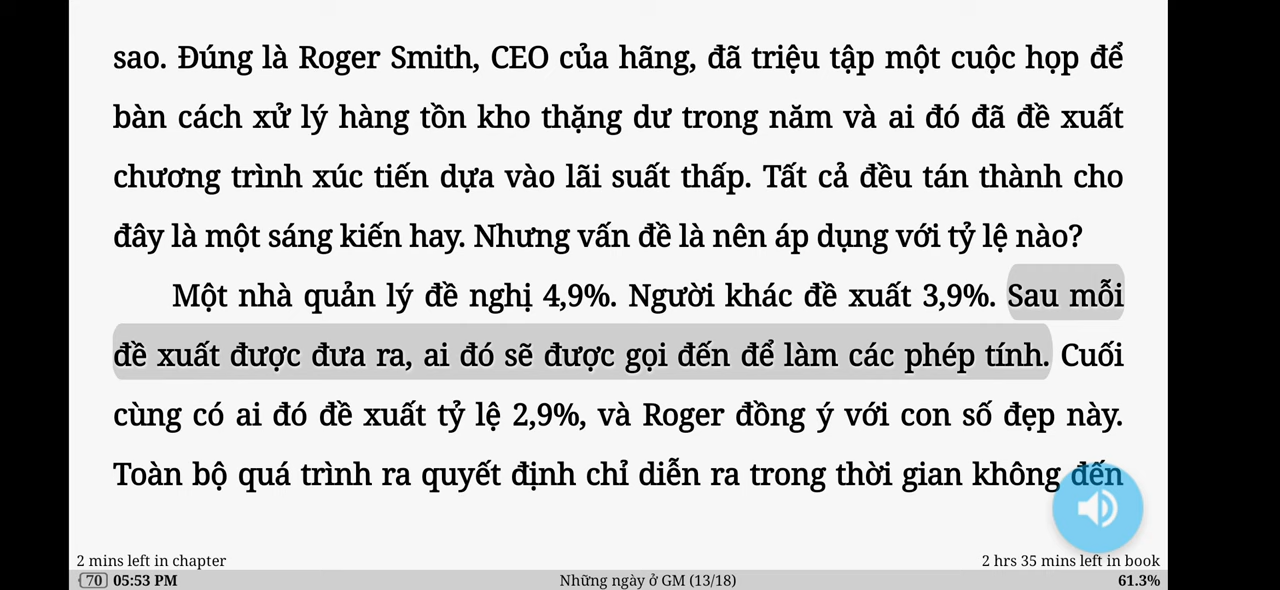 sao. Đúng là Roger Smith, CEO của hãng, đã triệu tập một cuộc họp để
bàn cách xử lý hàng tồn kho thặng dư trong năm và ai đó đã đề xuất
chương trình xúc tiến dựa vào lãi suất thấp. Tất cả đều tán thành cho
đây là một sáng kiến hay. Nhưng vấn đề là nên áp dụng với tỷ lệ nào?
Một nhà quản lý đề nghị 4,9%. Người khác đề xuất 3,9%. Sau mỗi
đề xuất được đưa ra, ai đó sẽ được gọi đến để làm các phép tính. Cuối
cùng có ai đó đề xuất tỷ lệ 2,9%, và Roger đồng ý với con số đẹp này.
Toàn bộ quá trình ra quyết định chỉ diễn ra trong thời gian không đến
2 mins left in chapter 2 hrs 35 mins left in book
70 05:53 PM Những ngày ở GM (13/18) 61.3%